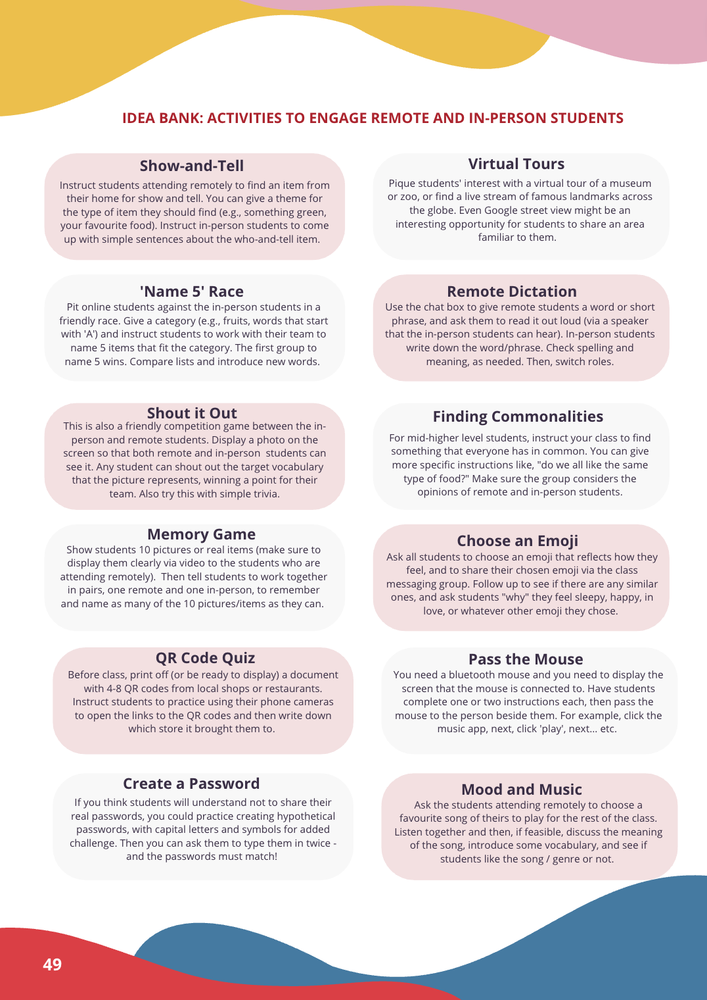 IDEA BANK: ACTIVITIES TO ENGAGE REMOTE AND IN-PERSON STUDENTS
Show-and-Tell
Instruct students attending remotely to find an item from
their home for show and tell. You can give a theme for
the type of item they should find (e.g., something green,
your favourite food). Instruct in-person students to come
up with simple sentences about the who-and-tell item.
Virtual Tours
Pique students' interest with a virtual tour of a museum
or zoo, or find a live stream of famous landmarks across
the globe. Even Google street view might be an
interesting opportunity for students to share an area
familiar to them.
'Name 5' Race
Pit online students against the in-person students in a
friendly race. Give a category (e.g., fruits, words that start
with 'A') and instruct students to work with their team to
name 5 items that fit the category. The first group to
name 5 wins. Compare lists and introduce new words.
Remote Dictation
Use the chat box to give remote students a word or short
phrase, and ask them to read it out loud (via a speaker
that the in-person students can hear). In-person students
write down the word/phrase. Check spelling and
meaning, as needed. Then, switch roles.
Shout it Out
This is also a friendly competition game between the in-
person and remote students. Display a photo on the
screen so that both remote and in-person  students can
see it. Any student can shout out the target vocabulary
that the picture represents, winning a point for their
team. Also try this with simple trivia.
Finding Commonalities
For mid-higher level students, instruct your class to find
something that everyone has in common. You can give
more specific instructions like, "do we all like the same
type of food?" Make sure the group considers the
opinions of remote and in-person students.
Memory Game
Show students 10 pictures or real items (make sure to
display them clearly via video to the students who are
attending remotely).  Then tell students to work together
in pairs, one remote and one in-person, to remember
and name as many of the 10 pictures/items as they can.
Choose an Emoji
Ask all students to choose an emoji that reflects how they
feel, and to share their chosen emoji via the class
messaging group. Follow up to see if there are any similar
ones, and ask students "why" they feel sleepy, happy, in
love, or whatever other emoji they chose.
QR Code Quiz
Before class, print off (or be ready to display) a document
with 4-8 QR codes from local shops or restaurants.
Instruct students to practice using their phone cameras
to open the links to the QR codes and then write down
which store it brought them to.
Pass the Mouse
You need a bluetooth mouse and you need to display the
screen that the mouse is connected to. Have students
complete one or two instructions each, then pass the
mouse to the person beside them. For example, click the
music app, next, click 'play', next... etc.
Create a Password
If you think students will understand not to share their
real passwords, you could practice creating hypothetical
passwords, with capital letters and symbols for added
challenge. Then you can ask them to type them in twice -
and the passwords must match!
Mood and Music
Ask the students attending remotely to choose a
favourite song of theirs to play for the rest of the class.
Listen together and then, if feasible, discuss the meaning
of the song, introduce some vocabulary, and see if
students like the song / genre or not.
49